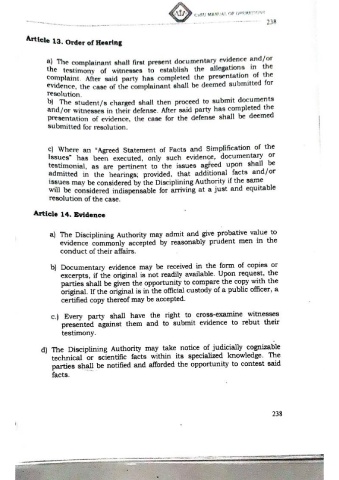 CAPU MANUAL OF OPERATIONS
238
Article 13. Order of Hearing
a) The complainant shall first present documentary evidence and/or
the testimony of witnesses to establish the allegations in the
complaint. After said party has completed the presentation of the
evidence, the case of the complainant shall be deemed submitted for
resolution.
b) The student/s charged shall then proceed to submit documents
and/or witnesses in their defense. After said party has completed the
presentation of evidence, the case for the defense shall be deemed
submitted for resolution.
c) Where an "Agreed Statement of Facts and Simplification of the
Issues" has been executed, only such evidence, documentary or
testimonial, as are pertinent to the issues agreed upon shall be
admitted in the hearings; provided, that additional facts and/or
issues may be considered by the Disciplining Authority if the same
will be considered indispensable for arriving at a just and equitable
resolution of the case.
Article 14. Evidence
a) The Disciplining Authority may admit and give probative value to
evidence commonly accepted by reasonably prudent men in the
conduct of their affairs.
b) Documentary evidence may be received in the form of copies or
excerpts, if the original is not readily available. Upon request, the
parties shall be given the opportunity to compare the copy with the
original. If the original is in the official custody of a public officer, a
certified copy thereof may be accepted.
c.) Every party shall have the right to cross-examine witnesses
presented against them and to submit evidence to rebut their
testimony.
d) The Disciplining Authority may take notice of judicially cognizable
technical or scientific facts within its specialized knowledge. The
parties shall be notified and afforded the opportunity to contest said
facts.
238